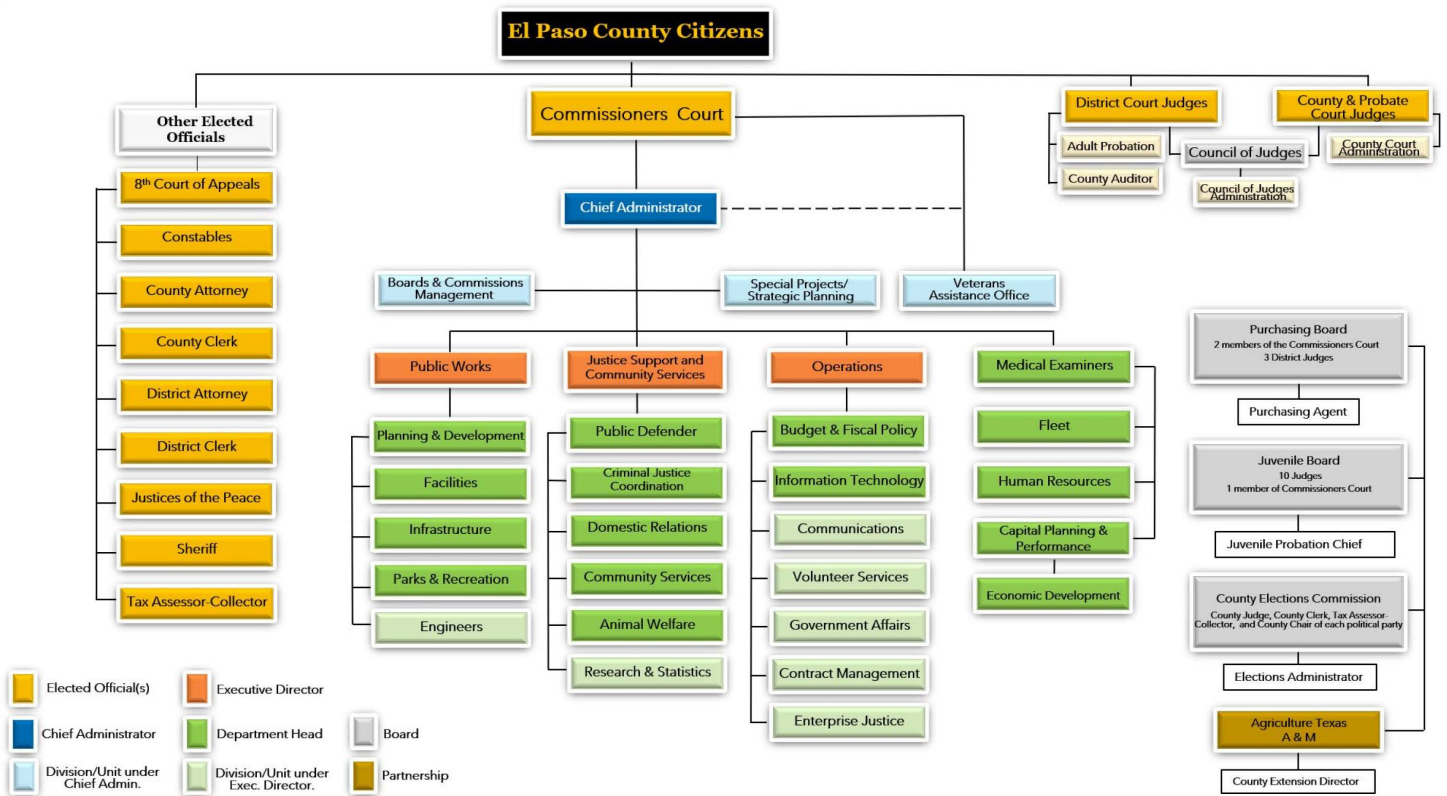 El Paso County Citizens
Other Elected
Officials
8th Court of Appeals
Constables
County Attorney
County Clerk
District Attorney
District Clerk
Justices of the Peace
Sheriff
Tax Assessor-Collector
Commissioners Court
Chief Administrator
Boards & Commissions
Management
Special Projects/
Strategic Planning
Veterans
Assistance Office
Public Works
Planning & Development
Facilities
Infrastructure
Parks & Recreation
Engineers
Justice Support and
Community Services
Public Defender
Criminal Justice
Coordination
Domestic Relations
Community Services
Animal Welfare
Research & Statistics
Operations
Budget & Fiscal Policy
Information Technology
Communications
Volunteer Services
Government Affairs
Contract Management
Enterprise Justice
Medical Examiners
Fleet
Human Resources
Capital Planning &
Performance
Economic Development
District Court Judges
Adult Probation
County Auditor
County & Probate
Court Judges
Council of Judges
Council of Judges
Administration
County Court
Administration
Purchasing Board
2 members of the Commissioners Court
3 District Judges
Purchasing Agent
Juvenile Board
10 Judges
1 member of Commissioners Court
Juvenile Probation Chief
County Elections Commission
County Judge, County Clerk, Tax Assessor-
Collector, and County Chair of each political party
Elections Administrator
Agriculture Texas
A & M
County Extension Director
Elected Official(s)
Executive Director
Chief Administrator
Department Head
Board
Division/Unit under
Chief Admin.
Division/Unit under
Exec. Director.
Partnership